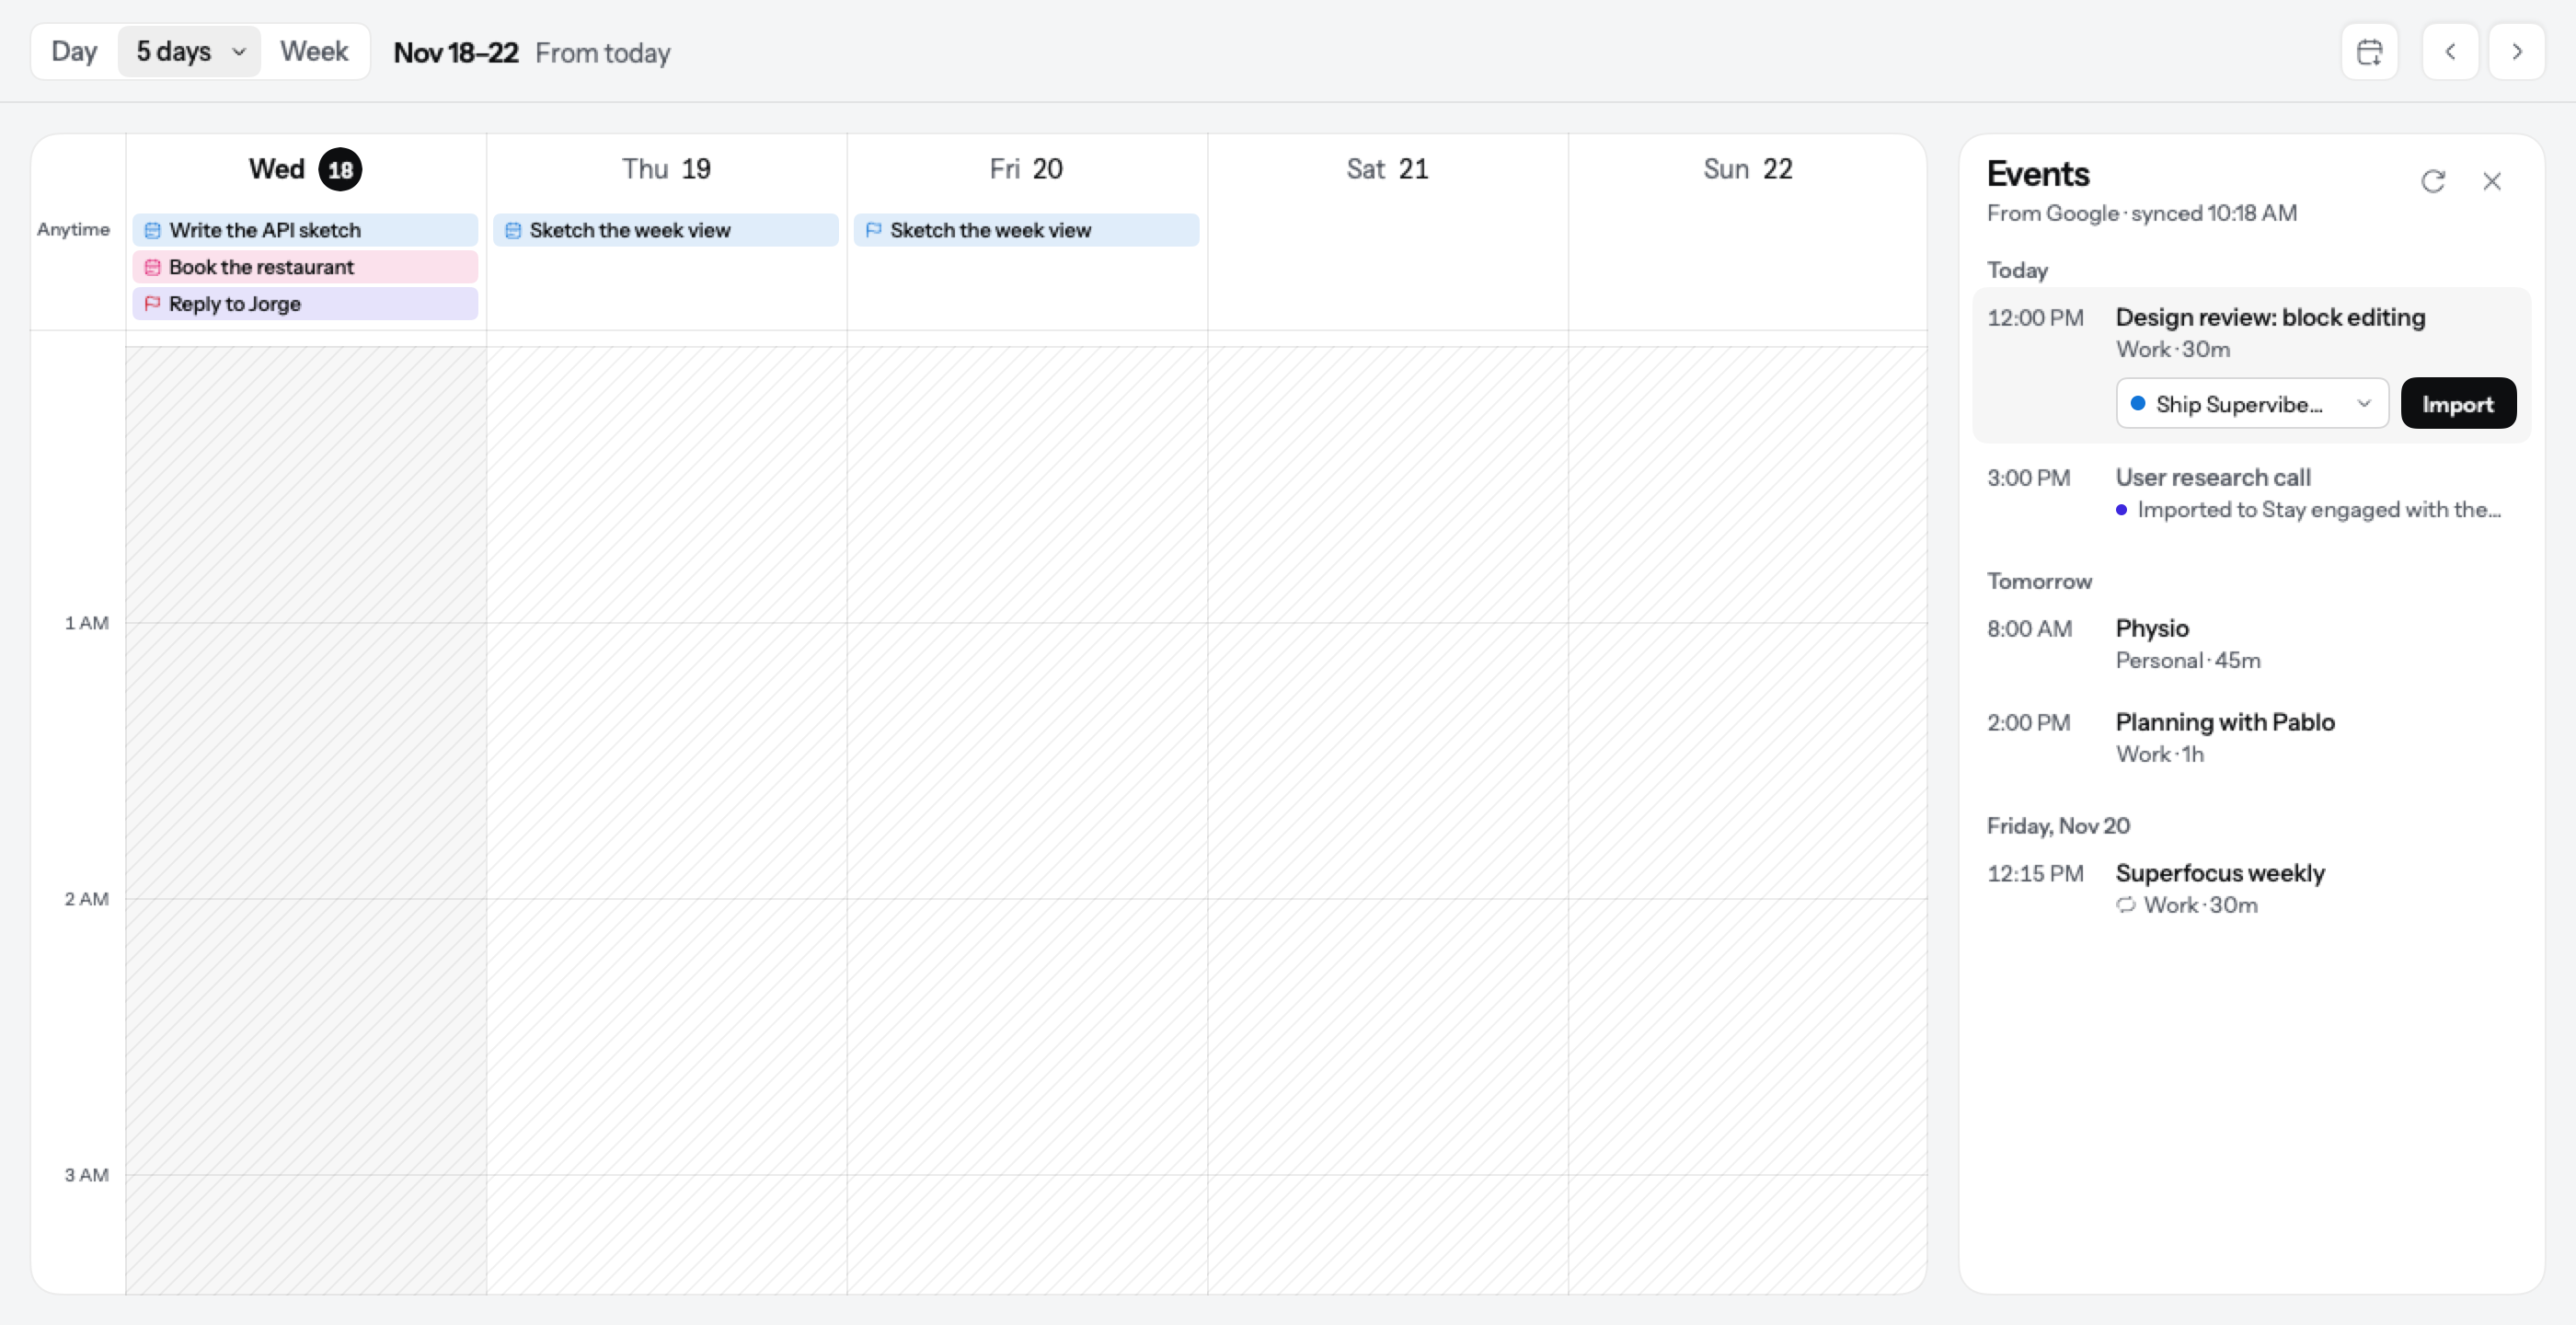 Day 5 days Week Nov 18–22 From today
Wed 18 Thu 19 Fri 20 Sat 21 Sun 22
Anytime
Write the API sketch
Book the restaurant
Reply to Jorge
Sketch the week view
Sketch the week view
1 AM
2 AM
3 AM
Events
From Google · synced 10:18 AM
Today
12:00 PM Design review: block editing
Work · 30m
Ship Supervibe... Import
3:00 PM User research call
Imported to Stay engaged with the...
Tomorrow
8:00 AM Physio
Personal · 45m
2:00 PM Planning with Pablo
Work · 1h
Friday, Nov 20
12:15 PM Superfocus weekly
Work · 30m